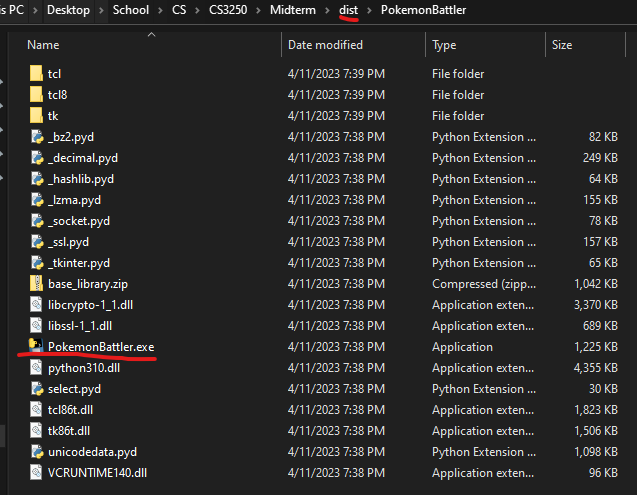 is PC > Desktop > School > CS > CS3250 > Midterm > dist > PokemonBattler
Name Date modified Type Size
tcl 4/11/2023 7:39 PM File folder
tcl8 4/11/2023 7:39 PM File folder
tk 4/11/2023 7:39 PM File folder
_bz2.pyd 4/11/2023 7:38 PM Python Extension ... 82 KB
_decimal.pyd 4/11/2023 7:38 PM Python Extension ... 249 KB
_hashlib.pyd 4/11/2023 7:38 PM Python Extension ... 64 KB
_lzma.pyd 4/11/2023 7:38 PM Python Extension ... 155 KB
_socket.pyd 4/11/2023 7:38 PM Python Extension ... 78 KB
_ssl.pyd 4/11/2023 7:38 PM Python Extension ... 157 KB
_tkinter.pyd 4/11/2023 7:38 PM Python Extension ... 65 KB
base_library.zip 4/11/2023 7:38 PM Compressed (zipp... 1,042 KB
libcrypto-1_1.dll 4/11/2023 7:38 PM Application exten... 3,370 KB
libssl-1_1.dll 4/11/2023 7:38 PM Application exten... 689 KB
PokemonBattler.exe 4/11/2023 7:38 PM Application 1,225 KB
python310.dll 4/11/2023 7:38 PM Application exten... 4,355 KB
select.pyd 4/11/2023 7:38 PM Python Extension ... 30 KB
tcl86t.dll 4/11/2023 7:38 PM Application exten... 1,823 KB
tk86t.dll 4/11/2023 7:38 PM Application exten... 1,506 KB
unicodedata.pyd 4/11/2023 7:38 PM Python Extension ... 1,098 KB
VCRUNTIME140.dll 4/11/2023 7:38 PM Application exten... 96 KB